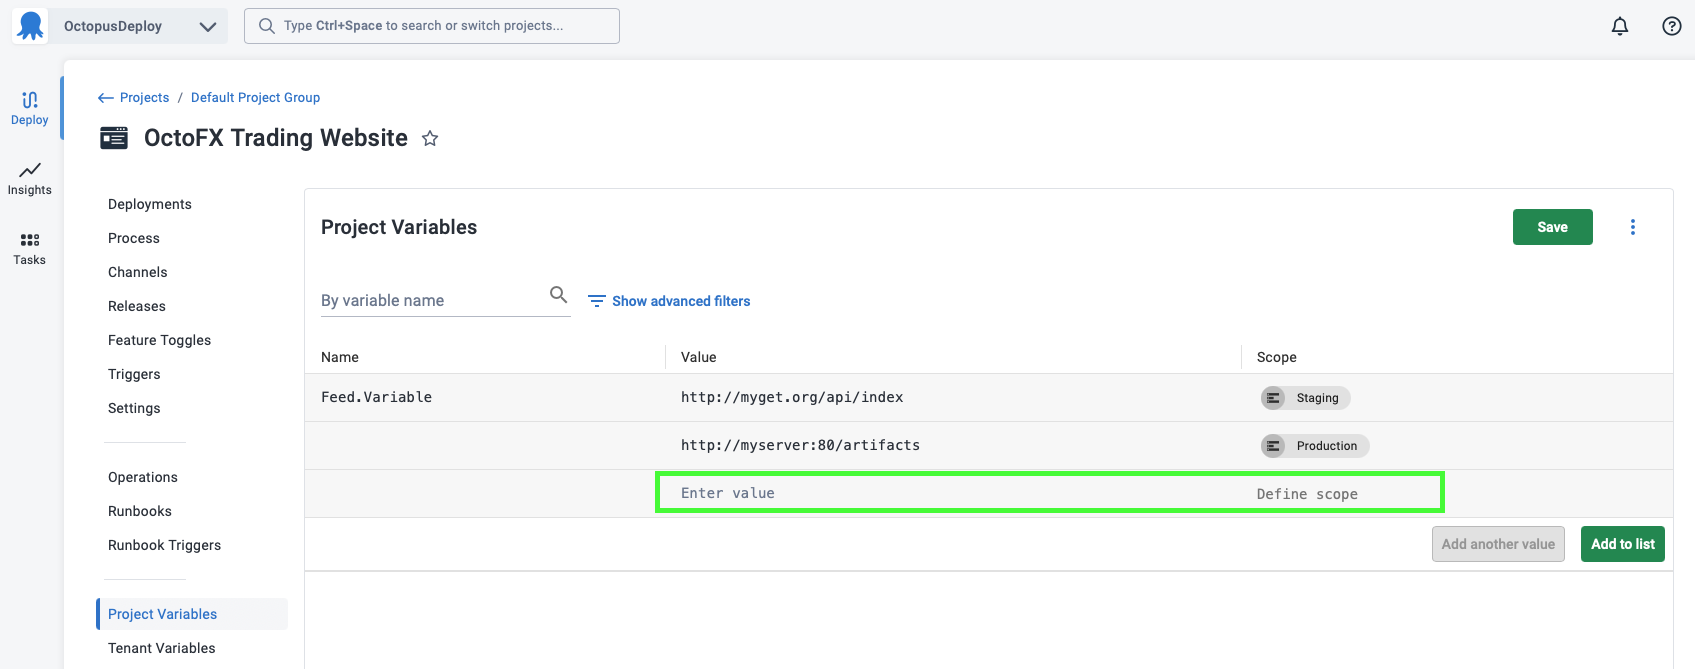 OctopusDeploy
Type Ctrl+Space to search or switch projects...
Deploy
Insights
Tasks
Projects / Default Project Group
OctoFX Trading Website
Deployments
Process
Channels
Releases
Feature Toggles
Triggers
Settings
Operations
Runbooks
Runbook Triggers
Project Variables
Tenant Variables
Project Variables
Save
By variable name
Show advanced filters
Name Value Scope
Feed.Variable http://myget.org/api/index Staging
http://myserver:80/artifacts Production
Enter value Define scope
Add another value Add to list